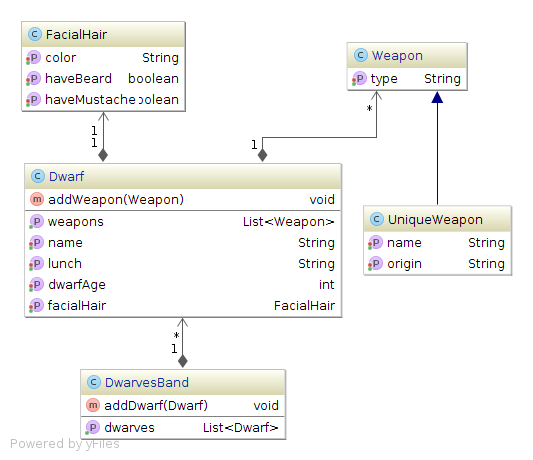 C FacialHair
P color String
P haveBeard boolean
P haveMustache olean
C Weapon
P type String
*
1
1
1
C Dwarf
m addWeapon(Weapon) void
P weapons List<Weapon>
P name String
P lunch String
P dwarfAge int
P facialHair FacialHair
C UniqueWeapon
P name String
P origin String
*
1
C DwarvesBand
m addDwarf(Dwarf) void
P dwarves List<Dwarf>
Powered by yFiles